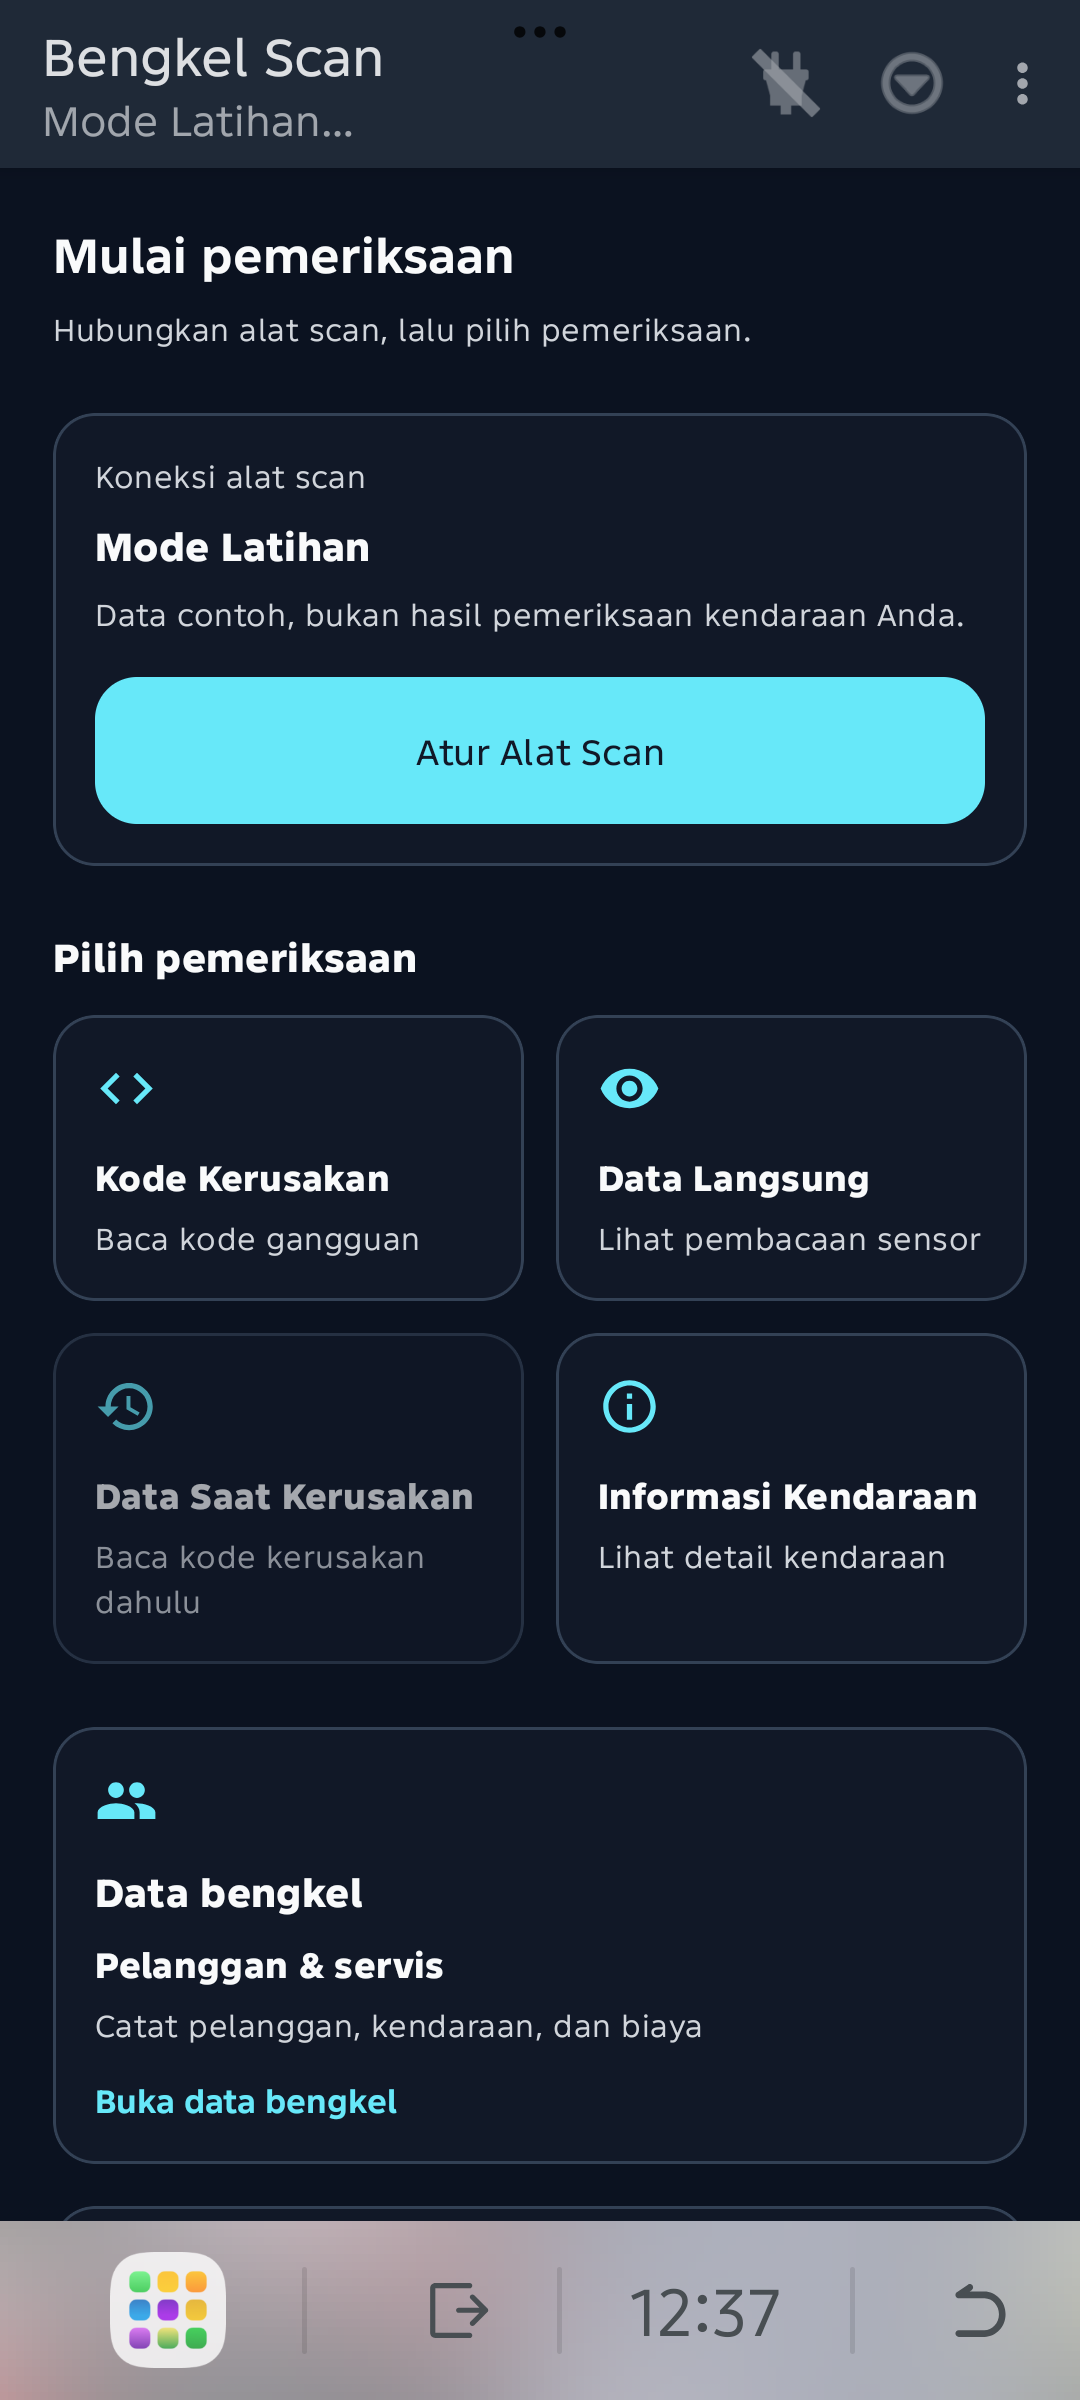 Bengkel Scan
Mode Latihan...
Mulai pemeriksaan
Hubungkan alat scan, lalu pilih pemeriksaan.
Koneksi alat scan
Mode Latihan
Data contoh, bukan hasil pemeriksaan kendaraan Anda.
Atur Alat Scan
Pilih pemeriksaan
Kode Kerusakan
Baca kode gangguan
Data Langsung
Lihat pembacaan sensor
Data Saat Kerusakan
Baca kode kerusakan
dahulu
Informasi Kendaraan
Lihat detail kendaraan
Data bengkel
Pelanggan & servis
Catat pelanggan, kendaraan, dan biaya
Buka data bengkel
12:37